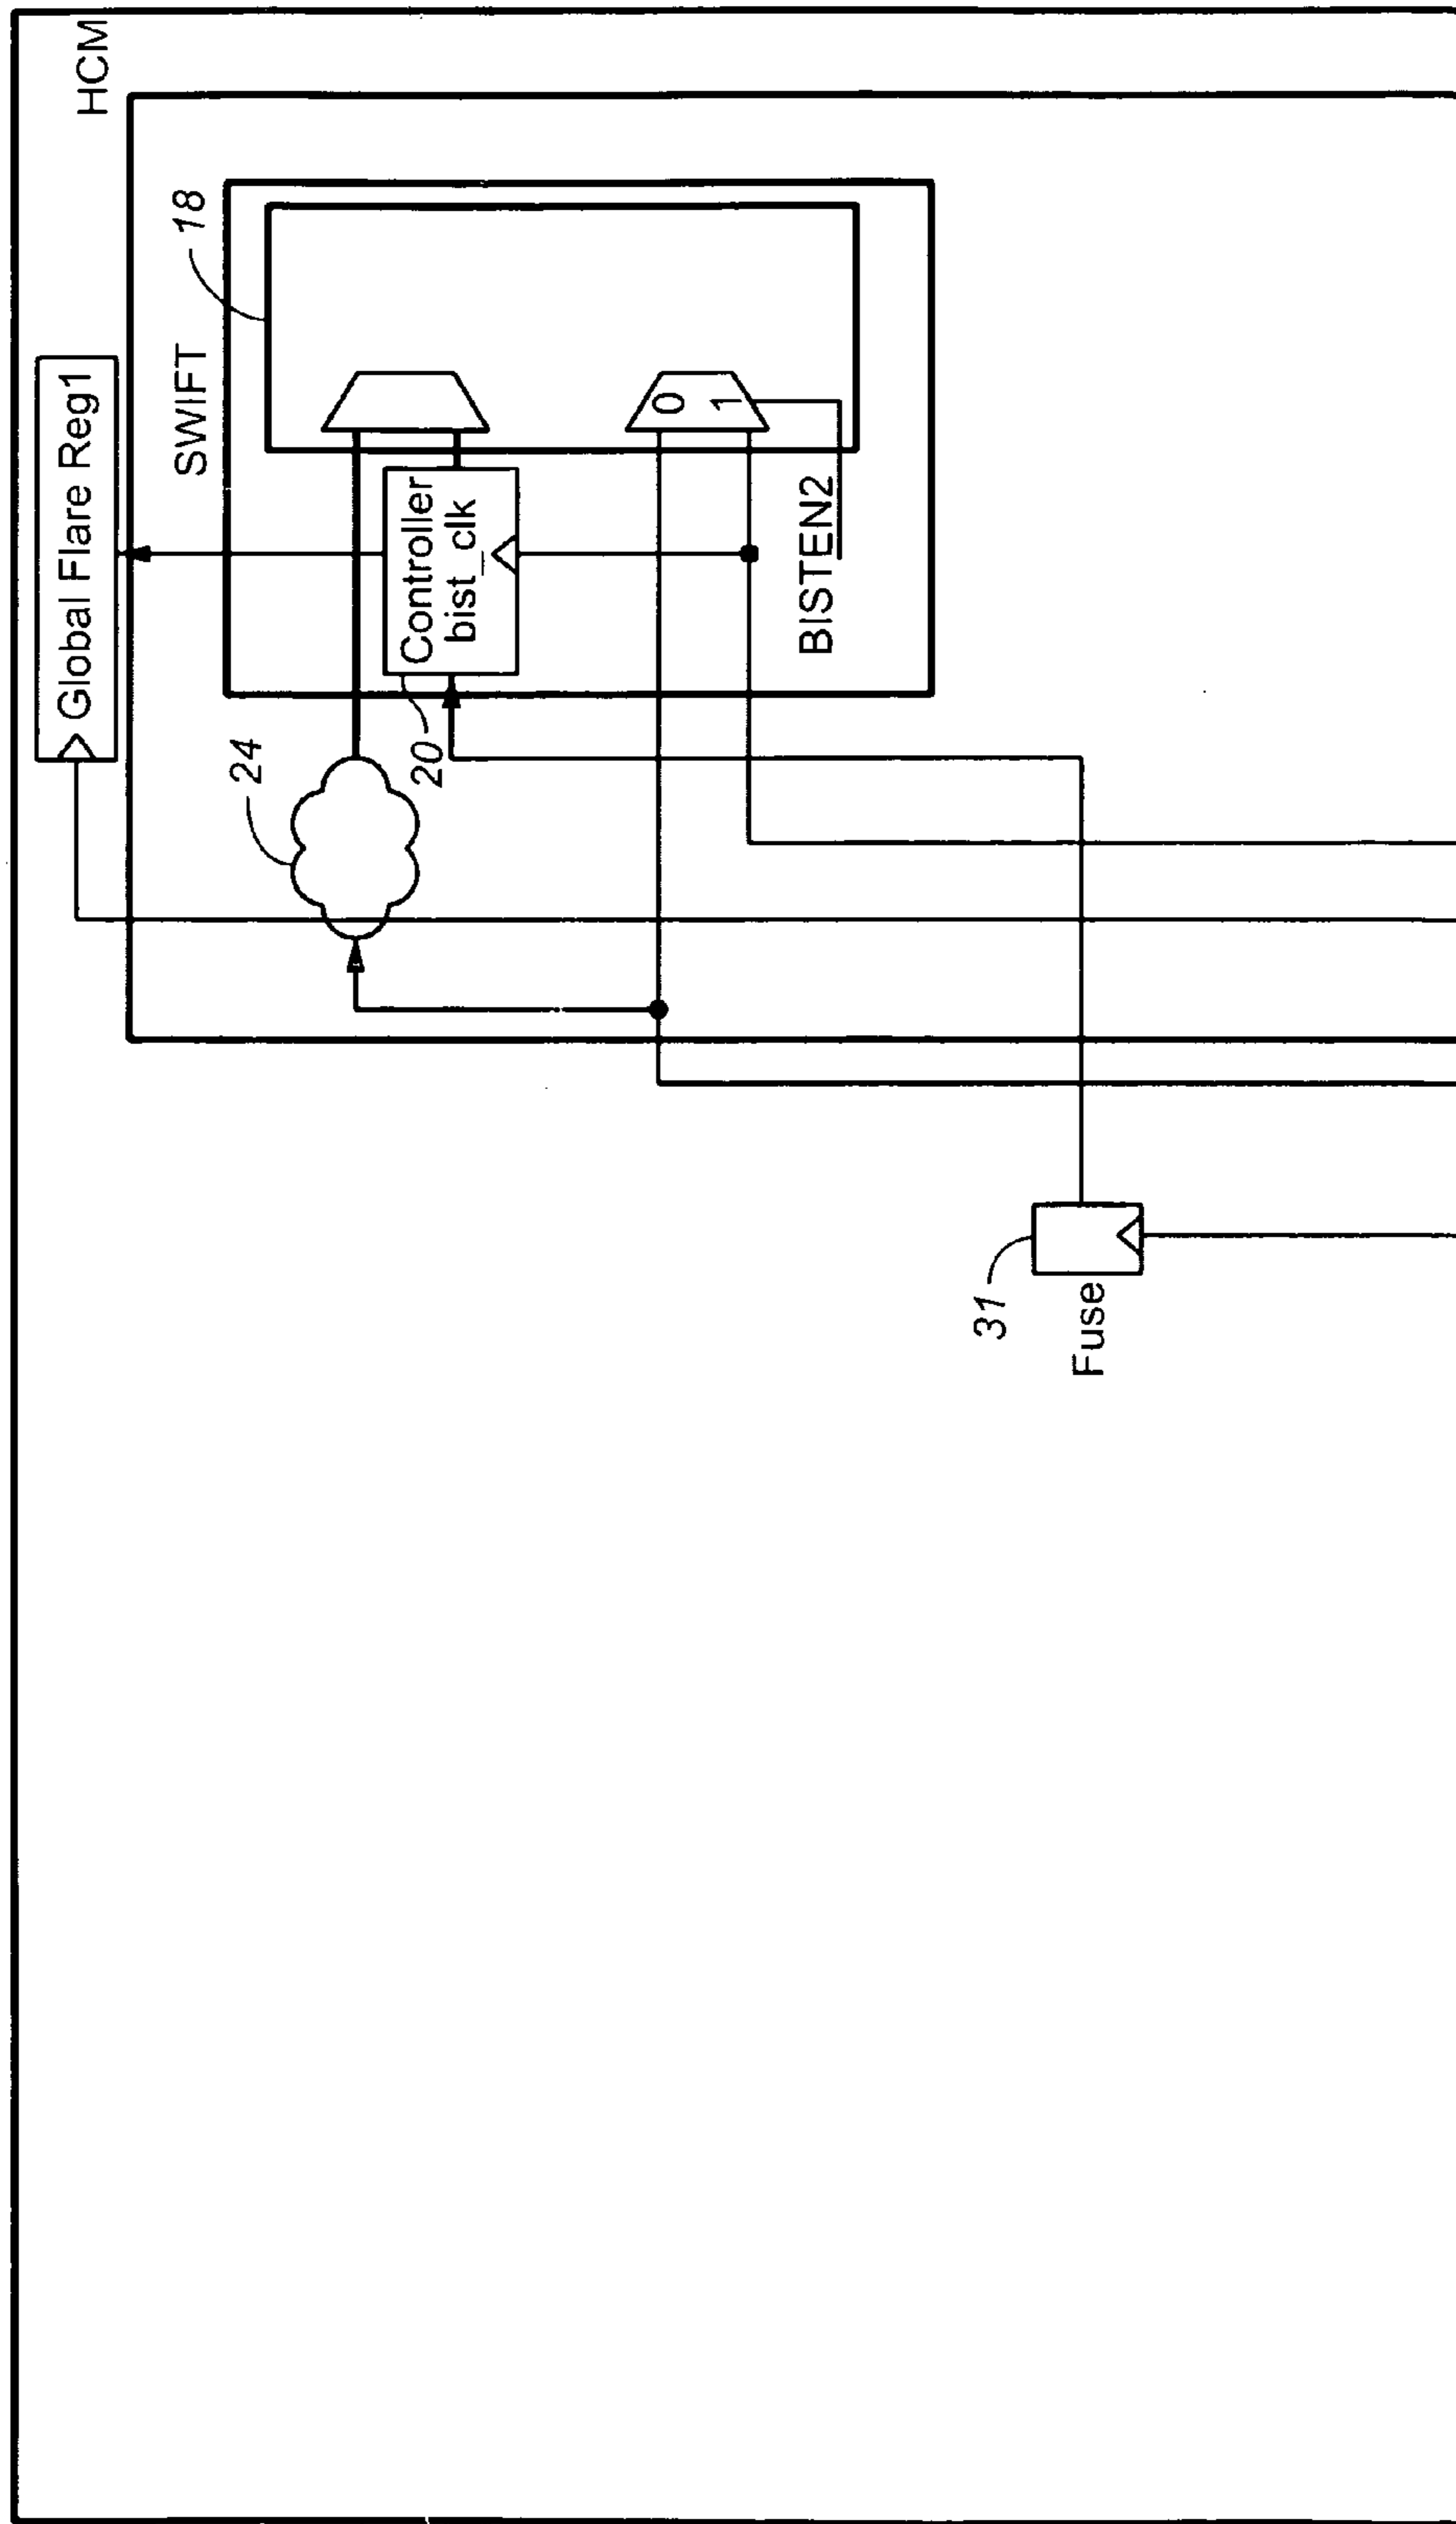 HCM
Global Flare Reg1
SWIFT
18
24
20
Controller
bist_clk
0
1
BISTEN2
31
Fuse